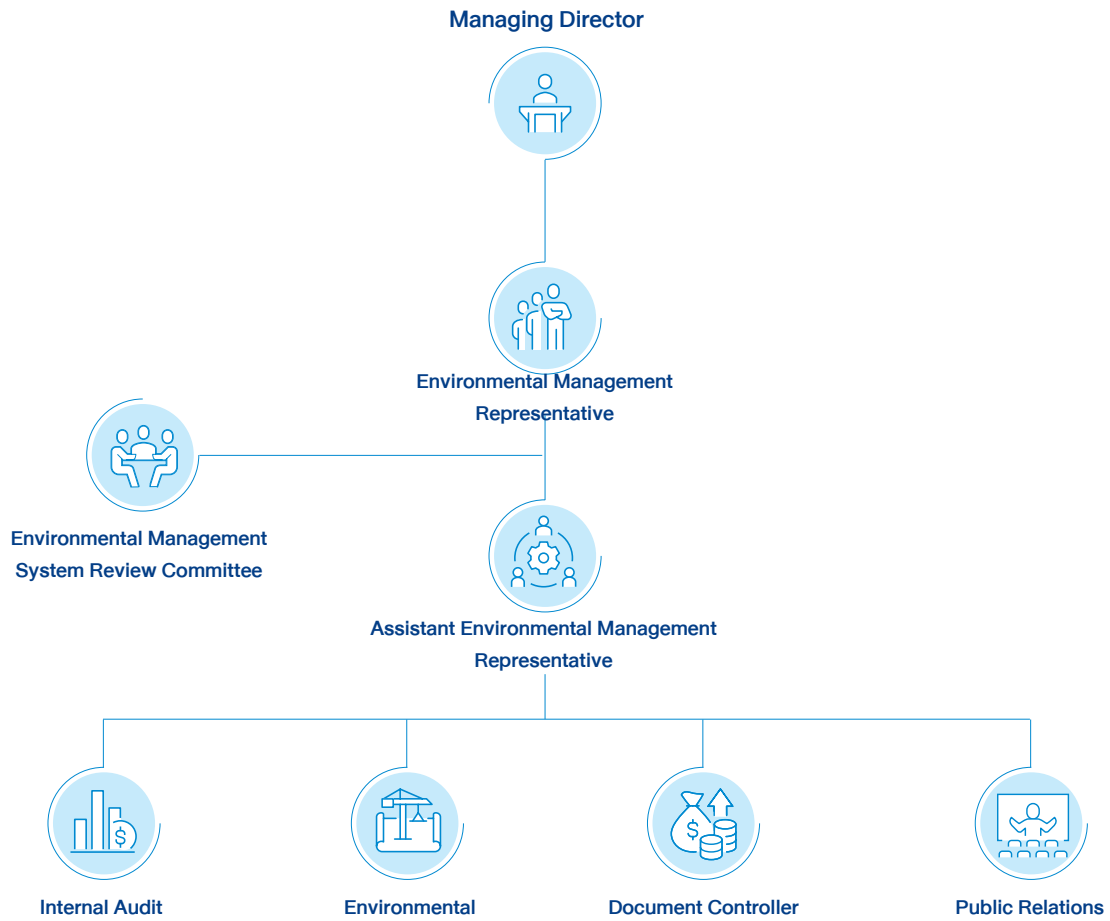 Managing Director
Environmental Management
Representative
Environmental Management
System Review Committee
Assistant Environmental Management
Representative
$
$
Internal Audit
Environmental
Document Controller
Public Relations